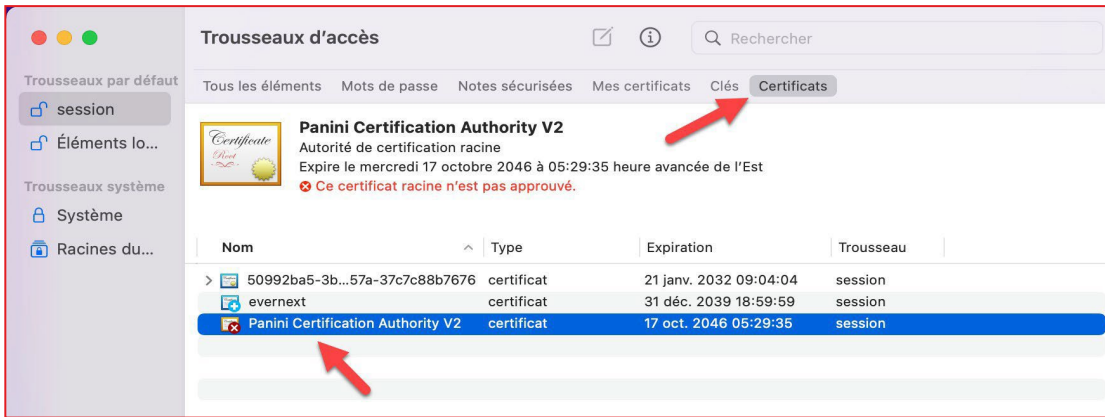 Trousseaux d'accès
Rechercher
Trousseaux par défaut
session
Éléments lo...
Trousseaux système
Système
Racines du...
Tous les éléments Mots de passe Notes sécurisées Mes certificats Clés Certificats
Certificate
Root
Panini Certification Authority V2
Autorité de certification racine
Expire le mercredi 17 octobre 2046 à 05:29:35 heure avancée de l'Est
Ce certificat racine n'est pas approuvé.
Nom Type Expiration Trousseau
50992ba5-3b...57a-37c7c88b7676 certificat 21 janv. 2032 09:04:04 session
evernext certificat 31 déc. 2039 18:59:59 session
Panini Certification Authority V2 certificat 17 oct. 2046 05:29:35 session